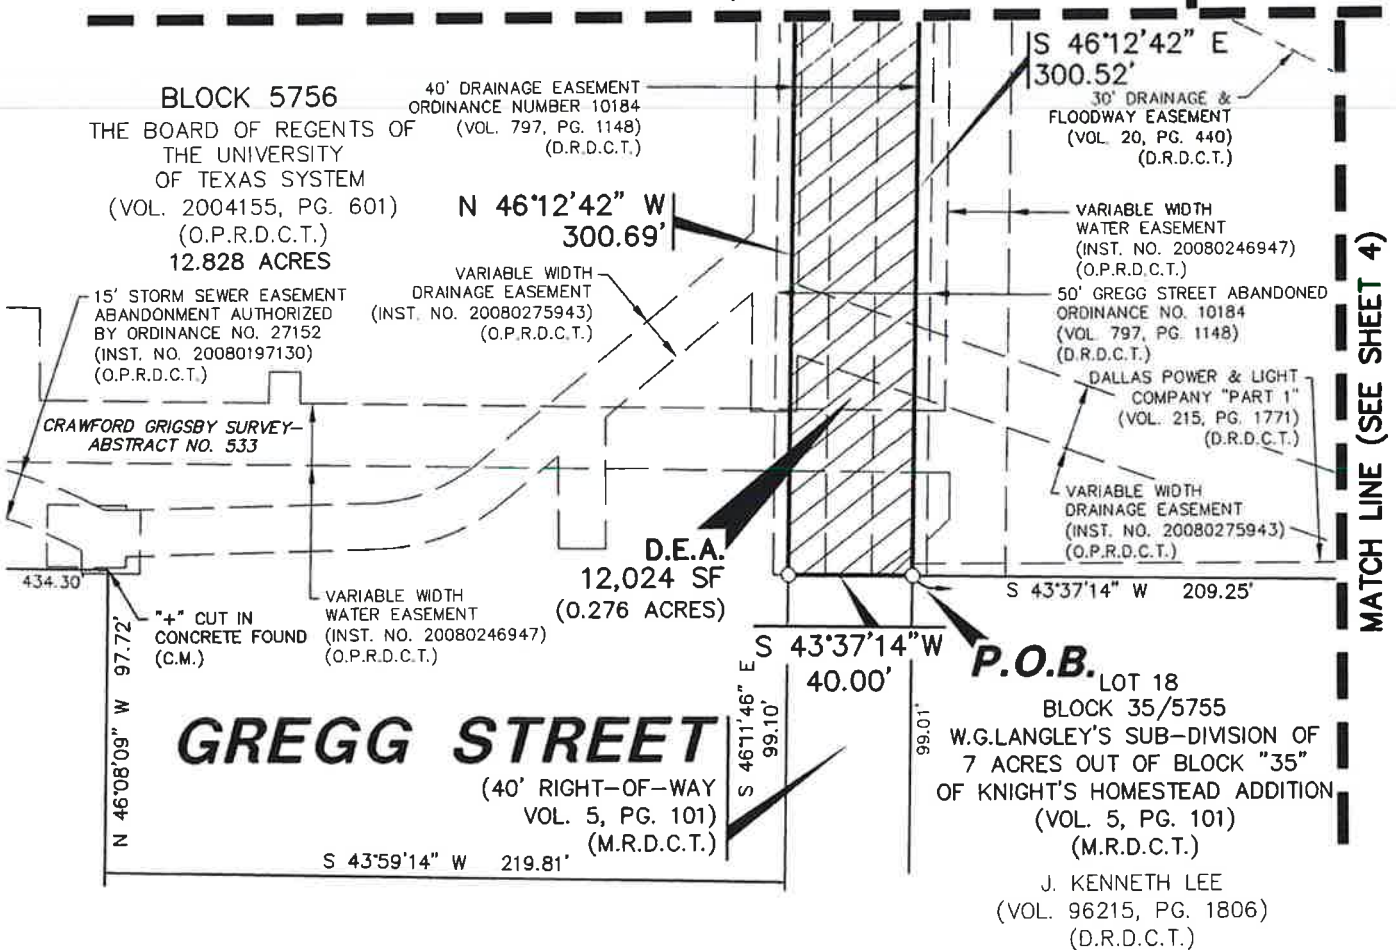 BLOCK 5756
THE BOARD OF REGENTS OF
THE UNIVERSITY
OF TEXAS SYSTEM
(VOL. 2004155, PG. 601)
(O.P.R.D.C.T.)
12.828 ACRES
40' DRAINAGE EASEMENT
ORDINANCE NUMBER 10184
(VOL. 797, PG. 1148)
(D.R.D.C.T.)
S 46°12'42" E
300.52'
30' DRAINAGE &
FLOODWAY EASEMENT
(VOL. 20, PG. 440)
(D.R.D.C.T.)
N 46°12'42" W
300.69'
VARIABLE WIDTH
WATER EASEMENT
(INST. NO. 20080246947)
(O.P.R.D.C.T.)
15' STORM SEWER EASEMENT
ABANDONMENT AUTHORIZED
BY ORDINANCE NO. 27152
(INST. NO. 20080197130)
(O.P.R.D.C.T.)
VARIABLE WIDTH
DRAINAGE EASEMENT
(INST. NO. 20080275943)
(O.P.R.D.C.T.)
50' GREGG STREET ABANDONED
ORDINANCE NO. 10184
(VOL. 797, PG. 1148)
(D.R.D.C.T.)
DALLAS POWER & LIGHT
COMPANY "PART 1"
(VOL. 215, PG. 1771)
(D.R.D.C.T.)
MATCH LINE (SEE SHEET 4)
CRAWFORD GRIGSBY SURVEY
ABSTRACT NO. 533
VARIABLE WIDTH
DRAINAGE EASEMENT
(INST. NO. 20080275943)
(O.P.R.D.C.T.)
D.E.A.
12,024 SF
(0.276 ACRES)
434.30'
"+" CUT IN
CONCRETE FOUND
(C.M.)
VARIABLE WIDTH
WATER EASEMENT
(INST. NO. 20080246947)
(O.P.R.D.C.T.)
S 43°37'14" W 209.25'
S 43°37'14"W
40.00'
P.O.B.
N 46°08'09" W 97.72'
GREGG STREET
(40' RIGHT-OF-WAY
VOL. 5, PG. 101)
(M.R.D.C.T.)
S 46°11'46" E
99.10'
99.01'
LOT 18
BLOCK 35/5755
W.G.LANGLEY'S SUB-DIVISION OF
7 ACRES OUT OF BLOCK "35"
OF KNIGHT'S HOMESTEAD ADDITION
(VOL. 5, PG. 101)
(M.R.D.C.T.)
S 43°59'14" W 219.81'
J. KENNETH LEE
(VOL. 96215, PG. 1806)
(D.R.D.C.T.)